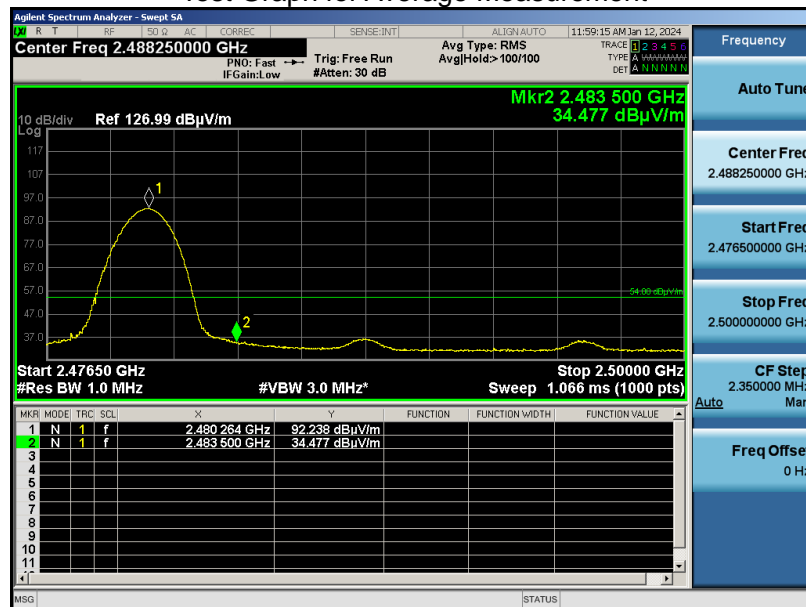 Test Graph for Average Measurement
Agilent Spectrum Analyzer - Swept SA
LXI R T RF 50 Ω AC CORREC SENSE:INT ALIGN AUTO 11:59:15 AM Jan 12, 2024
Center Freq 2.488250000 GHz
PNO: Fast
IFGain:Low
Trig: Free Run
#Atten: 30 dB
Avg Type: RMS
Avg|Hold:>100/100
TRACE 1 2 3 4 5 6
TYPE A WWWWW
DET A N N N N N
Mkr2 2.483 500 GHz
34.477 dBµV/m
10 dB/div Ref 126.99 dBµV/m
Log
117
107
97.0
87.0
77.0
67.0
57.0
47.0
37.0
1
2
54.00 dBµV/m
Start 2.47650 GHz Stop 2.50000 GHz
#Res BW 1.0 MHz #VBW 3.0 MHz* Sweep 1.066 ms (1000 pts)
MKR MODE TRC SCL X Y FUNCTION FUNCTION WIDTH FUNCTION VALUE
1 N 1 f 2.480 264 GHz 92.238 dBµV/m
2 N 1 f 2.483 500 GHz 34.477 dBµV/m
3
4
5
6
7
8
9
10
11
MSG STATUS
Frequency
Auto Tune
Center Freq
2.488250000 GHz
Start Freq
2.476500000 GHz
Stop Freq
2.500000000 GHz
CF Step
2.350000 MHz
Auto Man
Freq Offset
0 Hz